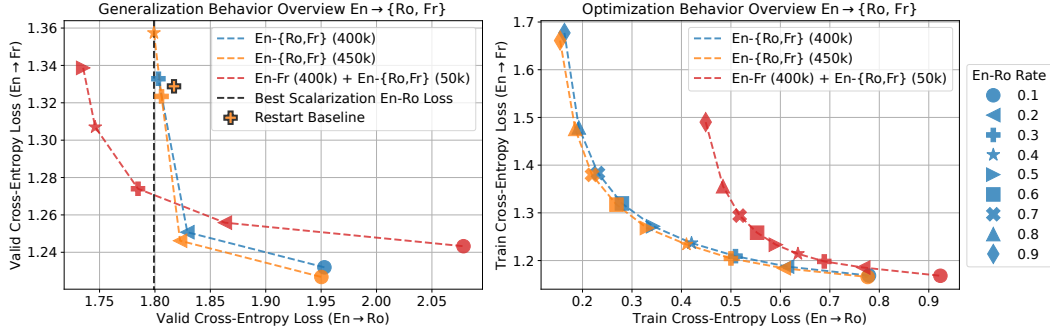 Generalization Behavior Overview En→{Ro, Fr}
Valid Cross-Entropy Loss (En→Fr)
1.36
1.34
1.32
1.30
1.28
1.26
1.24
En-{Ro,Fr} (400k)
En-{Ro,Fr} (450k)
En-Fr (400k) + En-{Ro,Fr} (50k)
Best Scalarization En-Ro Loss
Restart Baseline
1.75
1.80
1.85
1.90
1.95
2.00
2.05
Valid Cross-Entropy Loss (En→Ro)
Optimization Behavior Overview En→{Ro, Fr}
Train Cross-Entropy Loss (En→Fr)
1.7
1.6
1.5
1.4
1.3
1.2
En-{Ro,Fr} (400k)
En-{Ro,Fr} (450k)
En-Fr (400k) + En-{Ro,Fr} (50k)
0.2
0.3
0.4
0.5
0.6
0.7
0.8
0.9
Train Cross-Entropy Loss (En→Ro)
En-Ro Rate
0.1
0.2
0.3
0.4
0.5
0.6
0.7
0.8
0.9